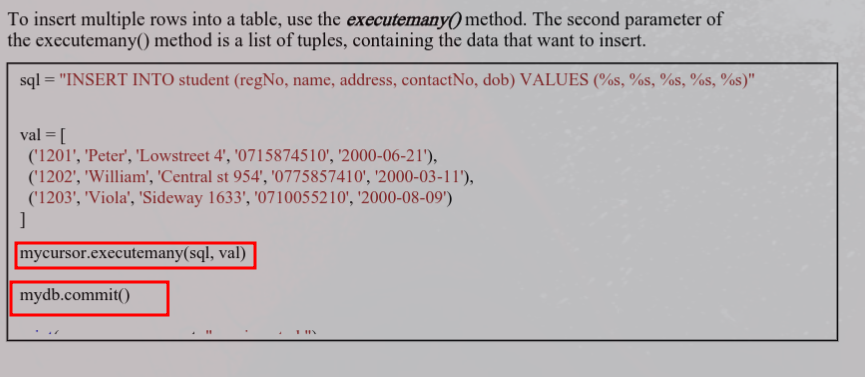 To insert multiple rows into a table, use the executemany() method. The second parameter of
the executemany() method is a list of tuples, containing the data that want to insert.
sql = "INSERT INTO student (regNo, name, address, contactNo, dob) VALUES (%s, %s, %s, %s, %s)"
val = [
('1201', 'Peter', 'Lowstreet 4', '0715874510', '2000-06-21'),
('1202', 'William', 'Central st 954', '0775857410', '2000-03-11'),
('1203', 'Viola', 'Sideway 1633', '0710055210', '2000-08-09')
]
mycursor.executemany(sql, val)
mydb.commit()